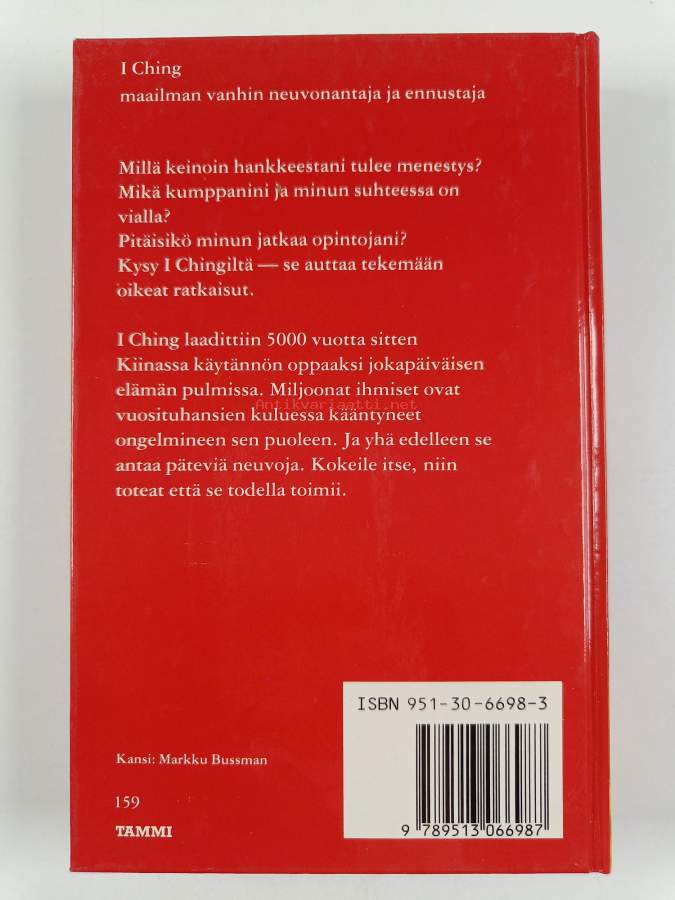 I Ching
maailman vanhin neuvonantaja ja ennustaja
Millä keinoin hankkeestani tulee menestys?
Mikä kumppanini ja minun suhteessa on
vialla?
Pitäisikö minun jatkaa opintojani?
Kysy I Chingiltä — se auttaa tekemään
oikeat ratkaisut.
I Ching laadittiin 5000 vuotta sitten
Kiinassa käytännön oppaaksi jokapäiväisen
elämän pulmissa. Miljoonat ihmiset ovat
Antikvariaatti.net
vuosituhansien kuluessa kääntyneet
ongelmineen sen puoleen. Ja yhä edelleen se
antaa päteviä neuvoja. Kokeile itse, niin
toteat että se todella toimii.
ISBN 951-30-6698-3
9 789513 066987
Kansi: Markku Bussman
159
TAMMI